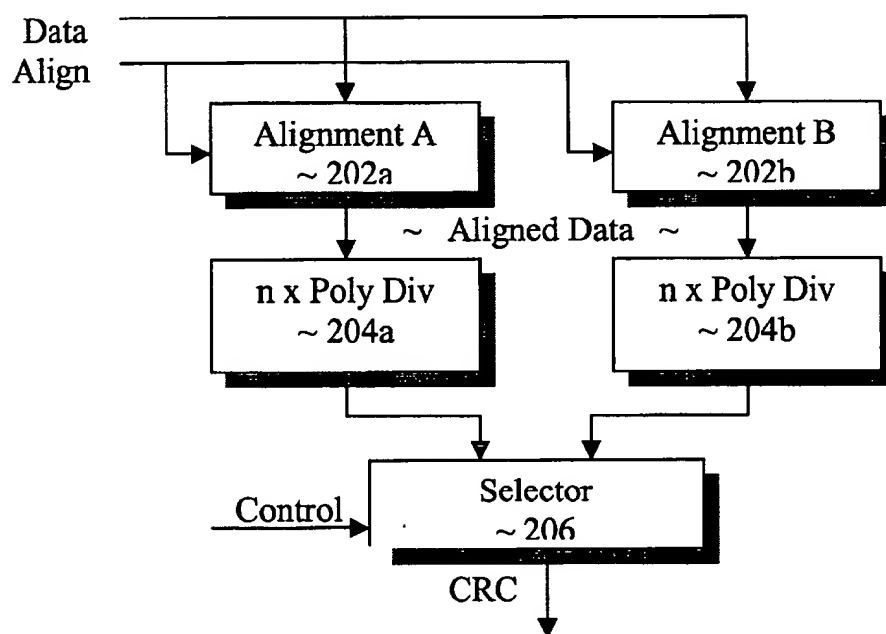 Data
Align
Alignment A
~ 202a
Alignment B
~ 202b
~ Aligned Data ~
n x Poly Div
~ 204a
n x Poly Div
~ 204b
Selector
~ 206
Control
CRC